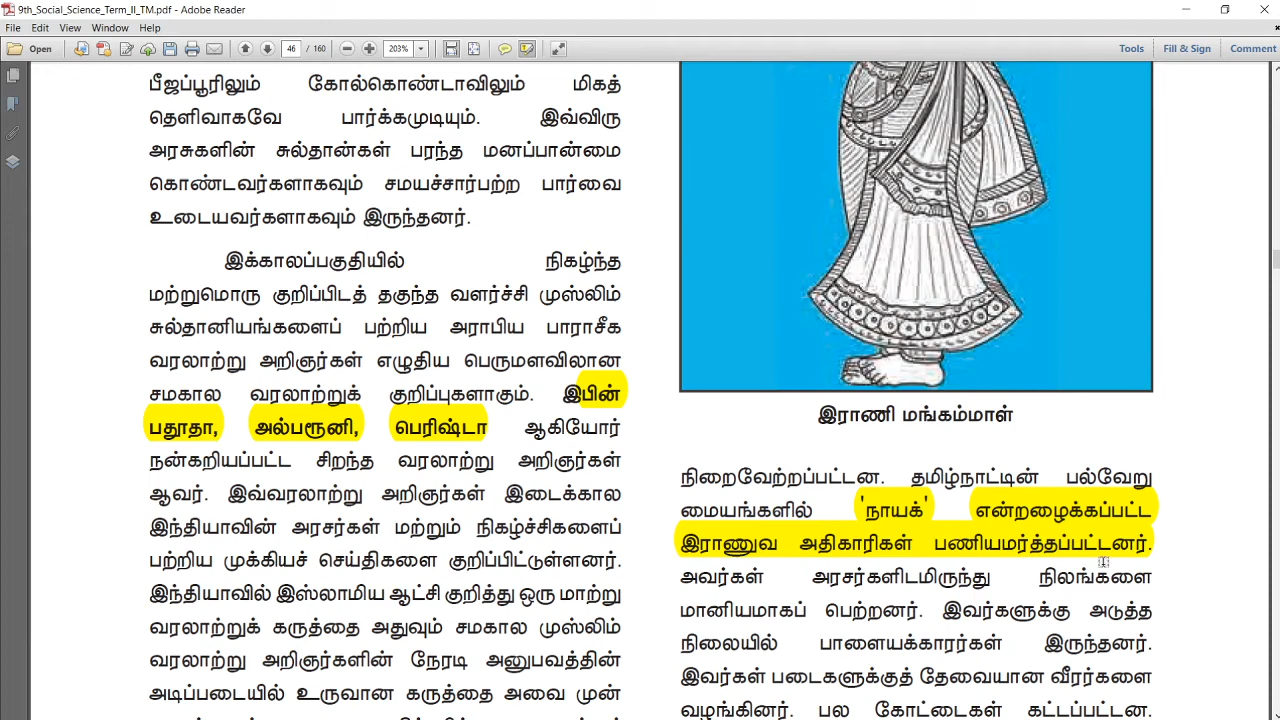 9th_Social_Science_Term_II_TM.pdf - Adobe Reader
File Edit View Window Help
Open 46 / 160 203% Tools Fill & Sign Comment
பீஜப்பூரிலும் கோல்கொண்டாவிலும் மிகத்
தெளிவாகவே பார்க்கமுடியும். இவ்விரு
அரசுகளின் சுல்தான்கள் பரந்த மனப்பான்மை
கொண்டவர்களாகவும் சமயச்சார்பற்ற பார்வை
உடையவர்களாகவும் இருந்தனர்.
இக்காலப்பகுதியில் நிகழ்ந்த
மற்றுமொரு குறிப்பிடத் தகுந்த வளர்ச்சி முஸ்லிம்
சுல்தானியங்களைப் பற்றிய அராபிய பாராசீக
வரலாற்று அறிஞர்கள் எழுதிய பெருமளவிலான
சமகால வரலாற்றுக் குறிப்புகளாகும். இபின்
பதூதா, அல்பரூனி, பெரிஷ்டா ஆகியோர்
நன்கறியப்பட்ட சிறந்த வரலாற்று அறிஞர்கள்
ஆவர். இவ்வரலாற்று அறிஞர்கள் இடைக்கால
இந்தியாவின் அரசர்கள் மற்றும் நிகழ்ச்சிகளைப்
பற்றிய முக்கியச் செய்திகளை குறிப்பிட்டுள்ளனர்.
இந்தியாவில் இஸ்லாமிய ஆட்சி குறித்து ஒரு மாற்று
வரலாற்றுக் கருத்தை அதுவும் சமகால முஸ்லிம்
வரலாற்று அறிஞர்களின் நேரடி அனுபவத்தின்
அடிப்படையில் உருவான கருத்தை அவை முன்
இராணி மங்கம்மாள்
நிறைவேற்றப்பட்டன. தமிழ்நாட்டின் பல்வேறு
மையங்களில் 'நாயக்' என்றழைக்கப்பட்ட
இராணுவ அதிகாரிகள் பணியமர்த்தப்பட்டனர்.
அவர்கள் அரசர்களிடமிருந்து நிலங்களை
மானியமாகப் பெற்றனர். இவர்களுக்கு அடுத்த
நிலையில் பாளையக்காரர்கள் இருந்தனர்.
இவர்கள் படைகளுக்குத் தேவையான வீரர்களை
வழங்கினர். பல கோட்டைகள் கட்டப்பட்டன.